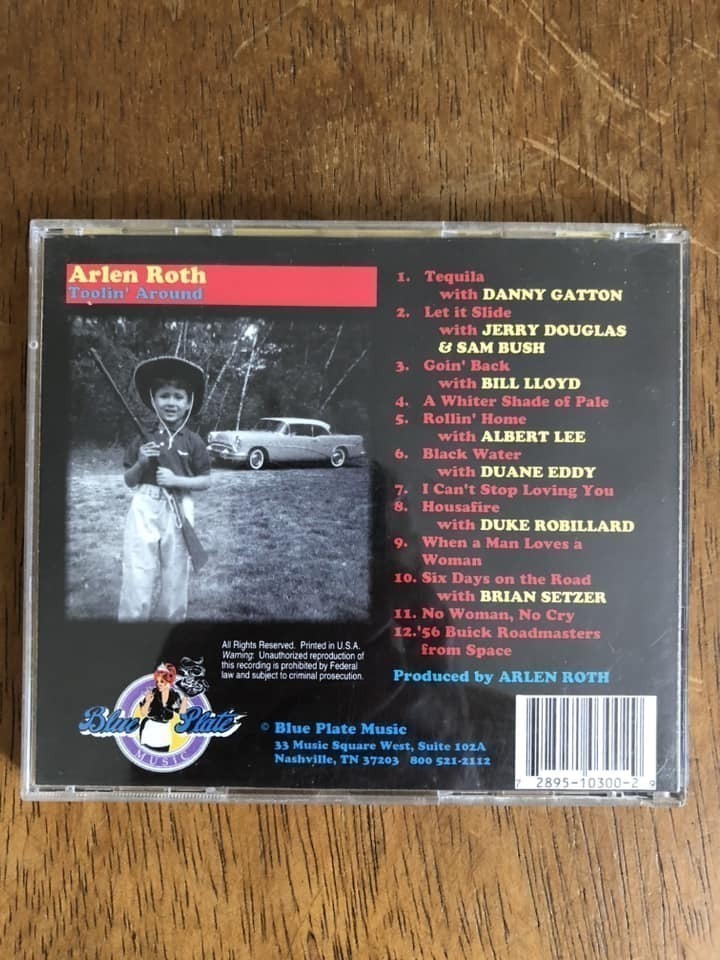 Arlen Roth
Toolin' Around
1. Tequila
with DANNY GATTON
2. Let it Slide
with JERRY DOUGLAS
& SAM BUSH
3. Goin' Back
with BILL LLOYD
4. A Whiter Shade of Pale
5. Rollin' Home
with ALBERT LEE
6. Black Water
with DUANE EDDY
7. I Can't Stop Loving You
8. Housafire
with DUKE ROBILLARD
9. When a Man Loves a
Woman
10. Six Days on the Road
with BRIAN SETZER
11. No Woman, No Cry
12. '56 Buick Roadmasters
from Space
Produced by ARLEN ROTH
All Rights Reserved. Printed in U.S.A.
Warning: Unauthorized reproduction of
this recording is prohibited by Federal
law and subject to criminal prosecution.
Blue Plate
MUSIC
© Blue Plate Music
33 Music Square West, Suite 102A
Nashville, TN 37203 800 521-2112
7 2895-10300-2 9